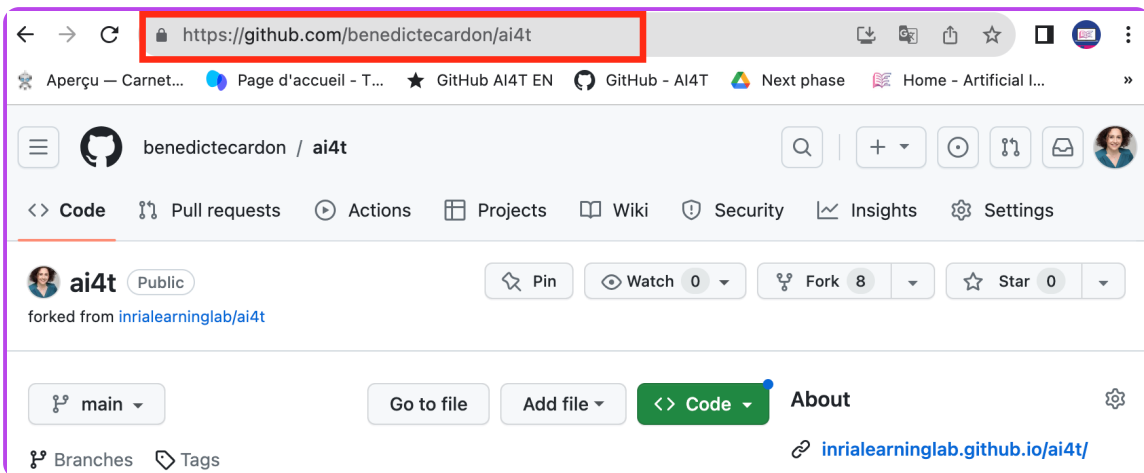 https://github.com/benedictecardon/ai4t
Aperçu — Carnet... Page d'accueil - T... GitHub AI4T EN GitHub - AI4T Next phase Home - Artificial I... »
benedictecardon / ai4t
<> Code Pull requests Actions Projects Wiki Security Insights Settings
ai4t Public Pin Watch 0 Fork 8 Star 0
forked from inrialearninglab/ai4t
main Go to file Add file <> Code About
Branches Tags inrialearninglab.github.io/ai4t/